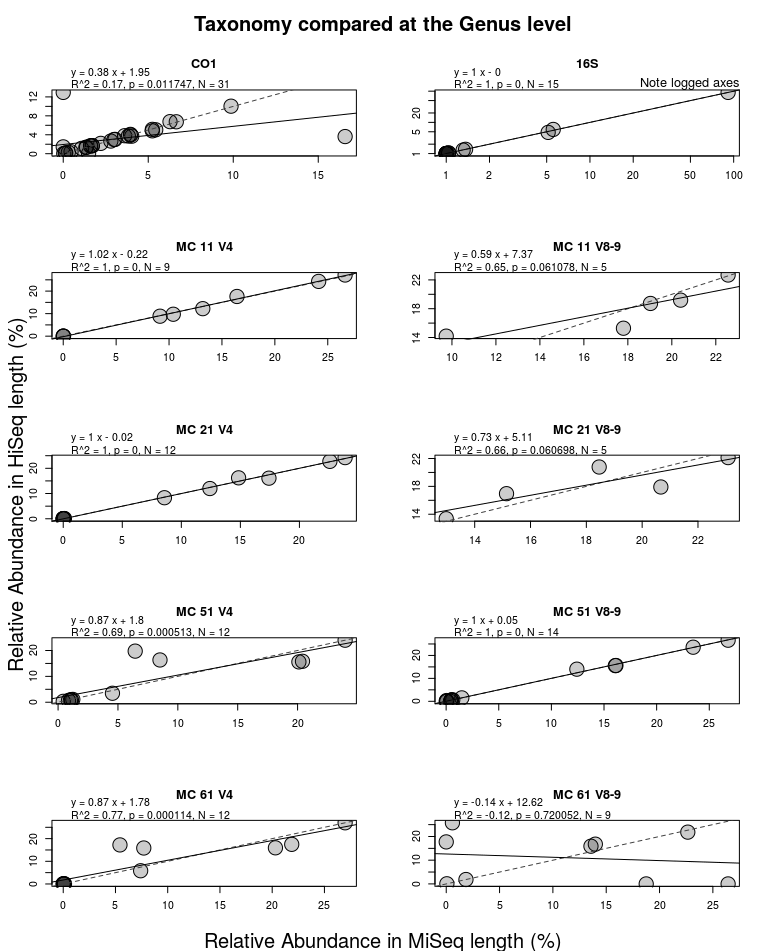 Taxonomy compared at the Genus level
CO1
y = 0.38 x + 1.95
R^2 = 0.17, p = 0.011747, N = 31
0 4 8 12
0 5 10 15
16S
y = 1 x - 0
R^2 = 1, p = 0, N = 15
Note logged axes
1 5 20
1 2 5 10 20 50 100
MC 11 V4
y = 1.02 x - 0.22
R^2 = 1, p = 0, N = 9
0 10 20
0 5 10 15 20 25
MC 11 V8-9
y = 0.59 x + 7.37
R^2 = 0.65, p = 0.061078, N = 5
14 18 22
10 12 14 16 18 20 22
MC 21 V4
y = 1 x - 0.02
R^2 = 1, p = 0, N = 12
0 10 20
0 5 10 15 20
MC 21 V8-9
y = 0.73 x + 5.11
R^2 = 0.66, p = 0.060698, N = 5
14 18 22
14 16 18 20 22
MC 51 V4
y = 0.87 x + 1.8
R^2 = 0.69, p = 0.000513, N = 12
0 10 20
0 5 10 15 20
MC 51 V8-9
y = 1 x + 0.05
R^2 = 1, p = 0, N = 14
0 10 20
0 5 10 15 20 25
MC 61 V4
y = 0.87 x + 1.78
R^2 = 0.77, p = 0.000114, N = 12
0 10 20
0 5 10 15 20 25
MC 61 V8-9
y = -0.14 x + 12.62
R^2 = -0.12, p = 0.720052, N = 9
0 10 20
0 5 10 15 20 25
Relative Abundance in HiSeq length (%)
Relative Abundance in MiSeq length (%)